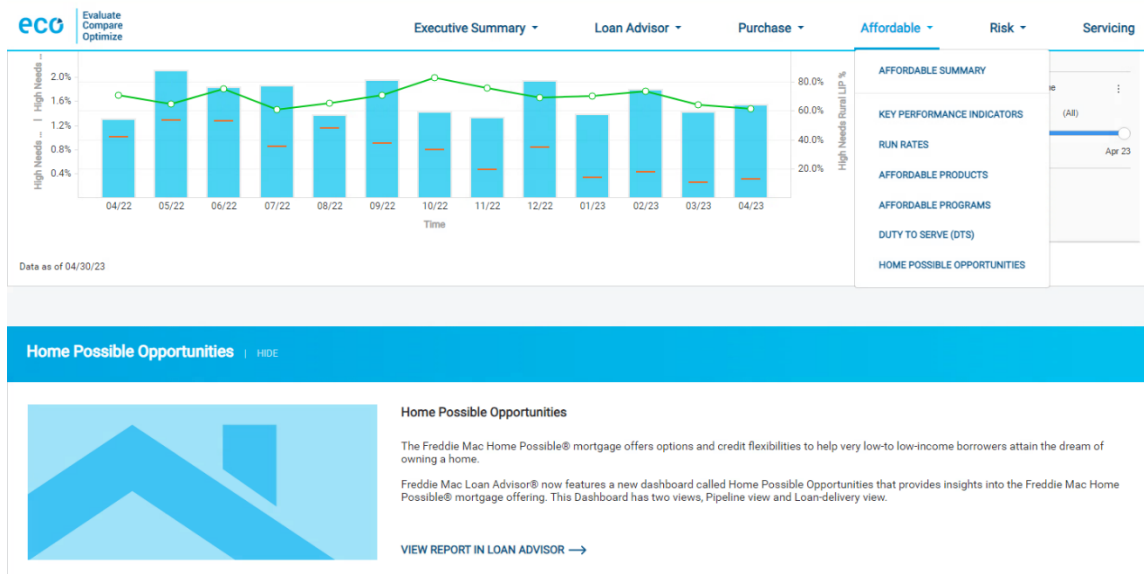 eco
Evaluate
Compare
Optimize
Executive Summary
Loan Advisor
Purchase
Affordable
Risk
Servicing
AFFORDABLE SUMMARY
KEY PERFORMANCE INDICATORS
RUN RATES
AFFORDABLE PRODUCTS
AFFORDABLE PROGRAMS
DUTY TO SERVE (DTS)
HOME POSSIBLE OPPORTUNITIES
High Needs ... | High Needs ...
2.0%
1.6%
1.2%
0.8%
0.4%
80.0%
60.0%
40.0%
20.0%
High Needs Rural LIP %
04/22 05/22 06/22 07/22 08/22 09/22 10/22 11/22 12/22 01/23 02/23 03/23 04/23
Time
(All)
Apr 23
Data as of 04/30/23
Home Possible Opportunities | HIDE
Home Possible Opportunities
The Freddie Mac Home Possible® mortgage offers options and credit flexibilities to help very low-to low-income borrowers attain the dream of
owning a home.
Freddie Mac Loan Advisor® now features a new dashboard called Home Possible Opportunities that provides insights into the Freddie Mac Home
Possible® mortgage offering. This Dashboard has two views, Pipeline view and Loan-delivery view.
VIEW REPORT IN LOAN ADVISOR